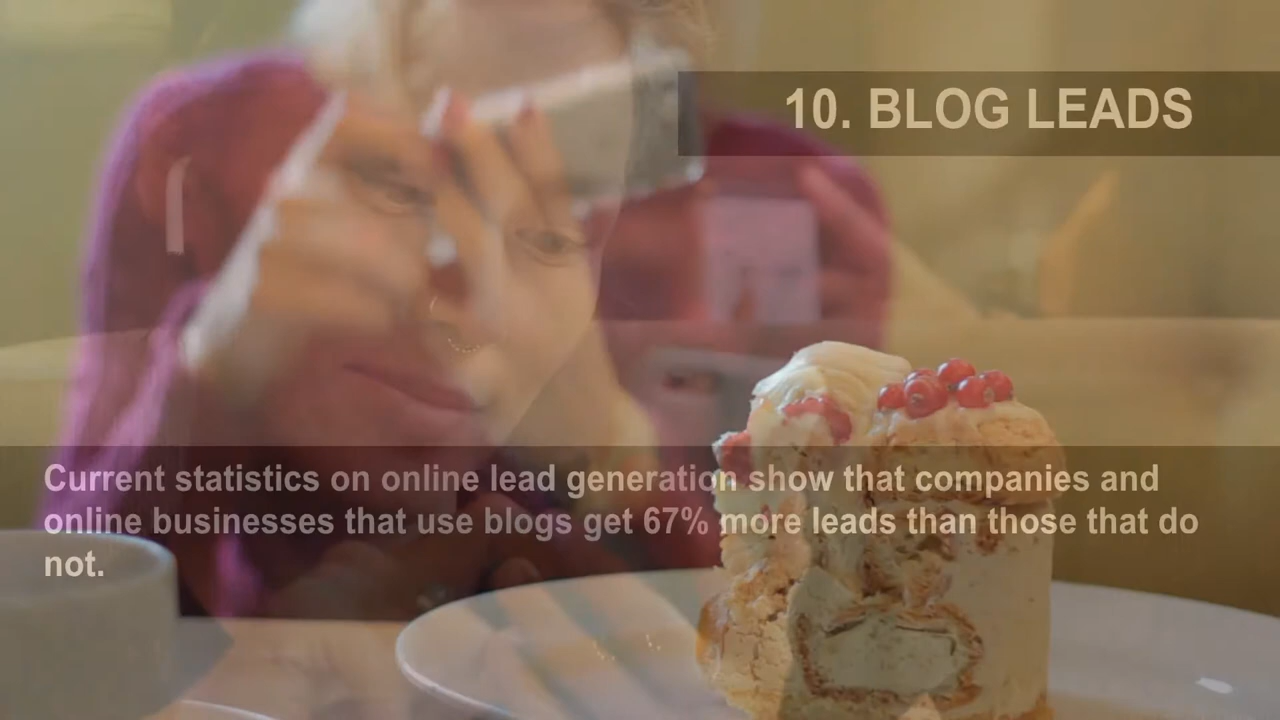 10. BLOG LEADS
Current statistics on online lead generation show that companies and
online businesses that use blogs get 67% more leads than those that do
not.